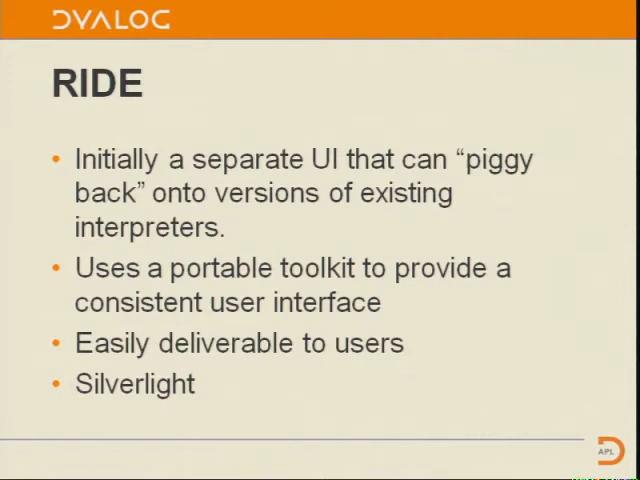 DYALOG
RIDE
• Initially a separate UI that can “piggy
back” onto versions of existing
interpreters.
• Uses a portable toolkit to provide a
consistent user interface
• Easily deliverable to users
• Silverlight
APL